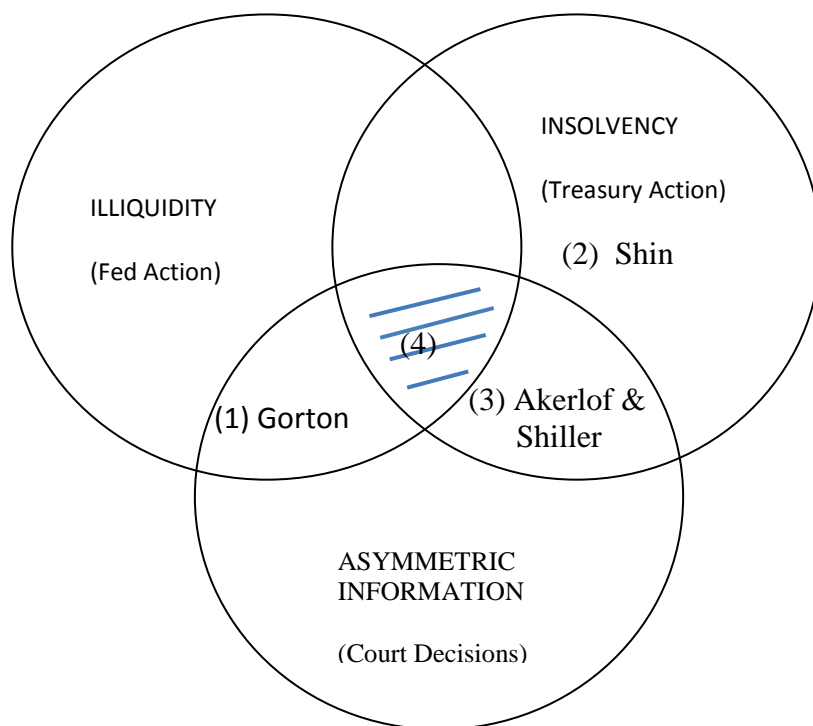 INSOLVENCY
(Treasury Action)
(2) Shin
ILLIQUIDITY
(Fed Action)
(4)
(1) Gorton
(3) Akerlof &
Shiller
ASYMMETRIC
INFORMATION
(Court Decisions)